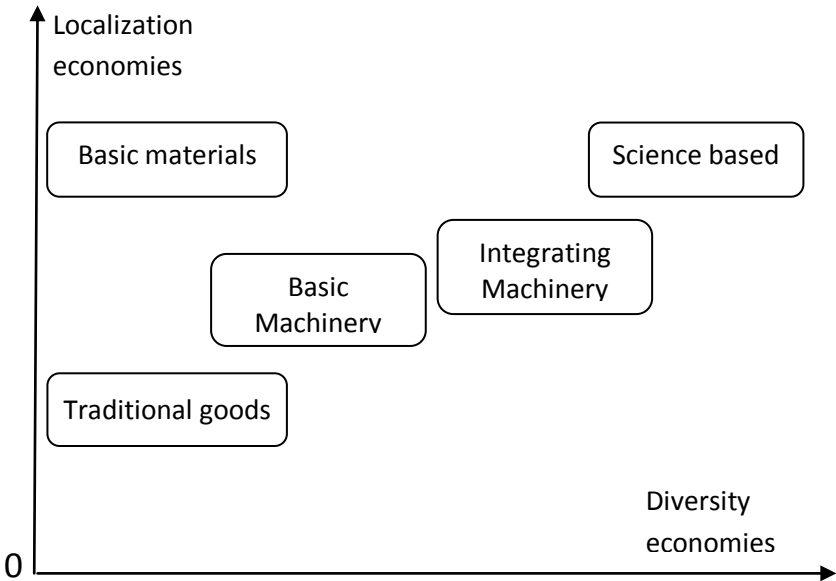 Localization
economies
Basic materials
Science based
Integrating
Machinery
Basic
Machinery
Traditional goods
Diversity
economies
0